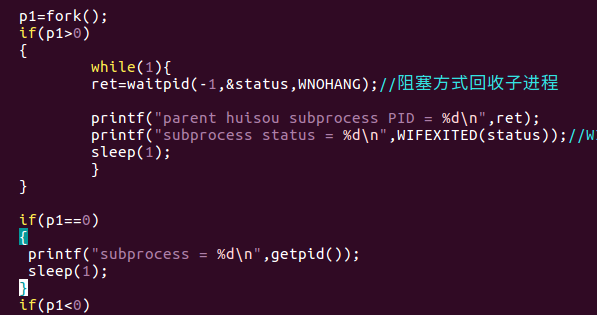 p1=fork();
if(p1>0)
{
while(1){
ret=waitpid(-1,&status,WNOHANG);//阻塞方式回收子进程
printf("parent huisou subprocess PID = %d\n",ret);
printf("subprocess status = %d\n",WIFEXITED(status));//W
sleep(1);
}
}
if(p1==0)
{
printf("subprocess = %d\n",getpid());
sleep(1);
}
if(p1<0)